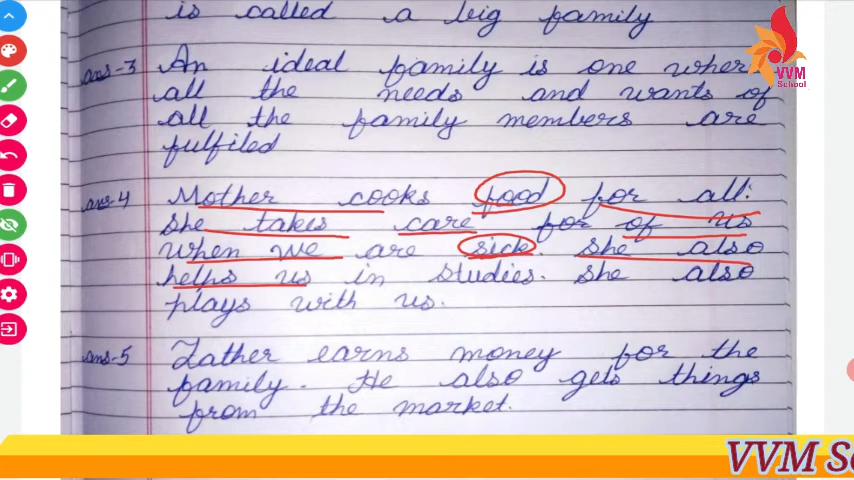 is called a big family
ans-3 An ideal family is one wher
all the needs and wants of
all the family members are
fulfiled
ans-4 Mother cooks food for all.
she takes care for of us
when we are sick. she also
helps us in studies. she also
plays with us.
ans-5 Father earns money for the
family. He also gets things
from the market.
VVM
School
VVM Sc